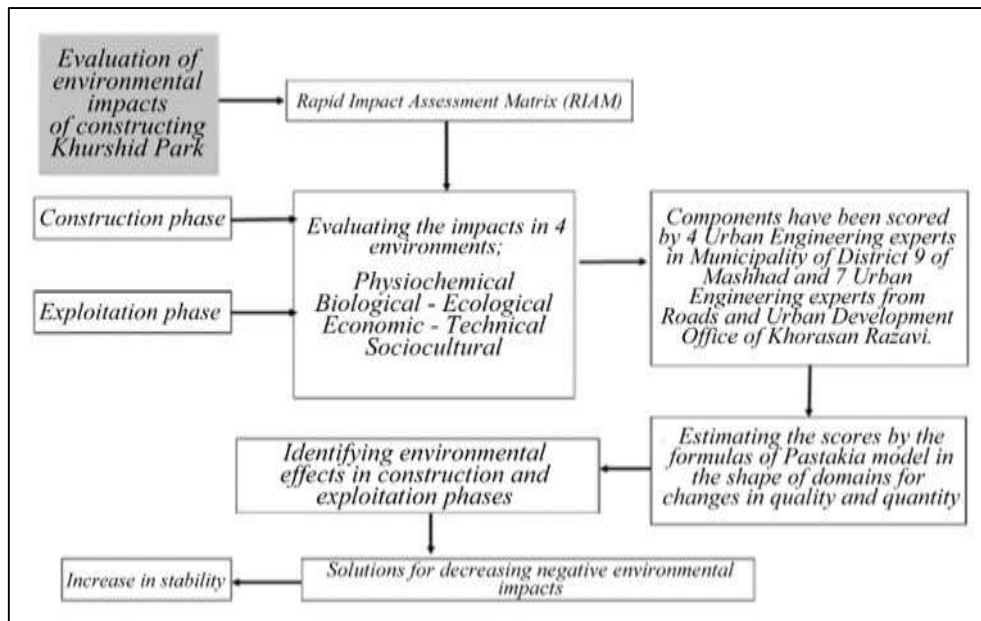 Evaluation of
environmental
impacts
of constructing
Khurshid Park
Rapid Impact Assessment Matrix (RIAM)
Construction phase
Exploitation phase
Evaluating the impacts in 4
environments;
Physiochemical
Biological - Ecological
Economic - Technical
Sociocultural
Components have been scored
by 4 Urban Engineering experts
in Municipality of District 9 of
Mashhad and 7 Urban
Engineering experts from
Roads and Urban Development
Office of Khorasan Razavi.
Estimating the scores by the
formulas of Pastakia model in
the shape of domains for
changes in quality and quantity
Identifying environmental
effects in construction and
exploitation phases
Solutions for decreasing negative environmental
impacts
Increase in stability